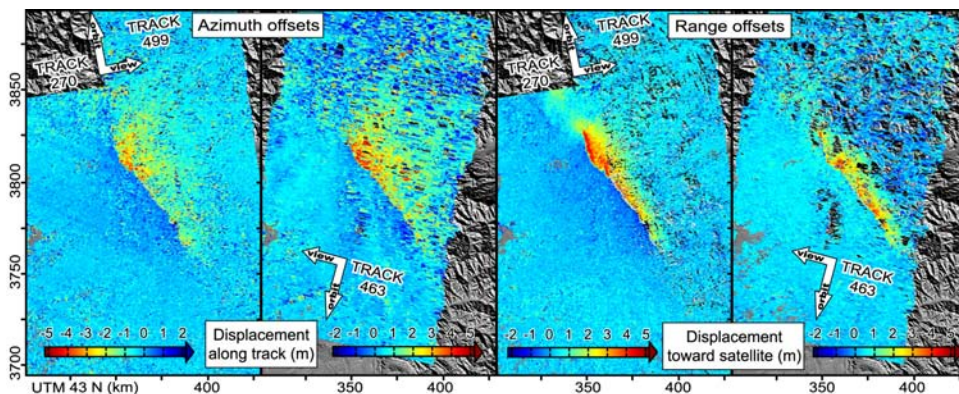 Azimuth offsets
Range offsets
orbit
TRACK
499
TRACK
270
view
orbit
TRACK
499
TRACK
270
view
3850
3800
3750
3700
view
TRACK
463
orbit
view
TRACK
463
orbit
-5 -4 -3 -2 -1 0 1 2
Displacement
along track (m)
-2 -1 0 1 2 3 4 5
-2 -1 0 1 2 3 4 5
Displacement
toward satellite (m)
-2 -1 0 1 2 3 4 5
UTM 43 N (km)
400
350
400
350
400
350
400